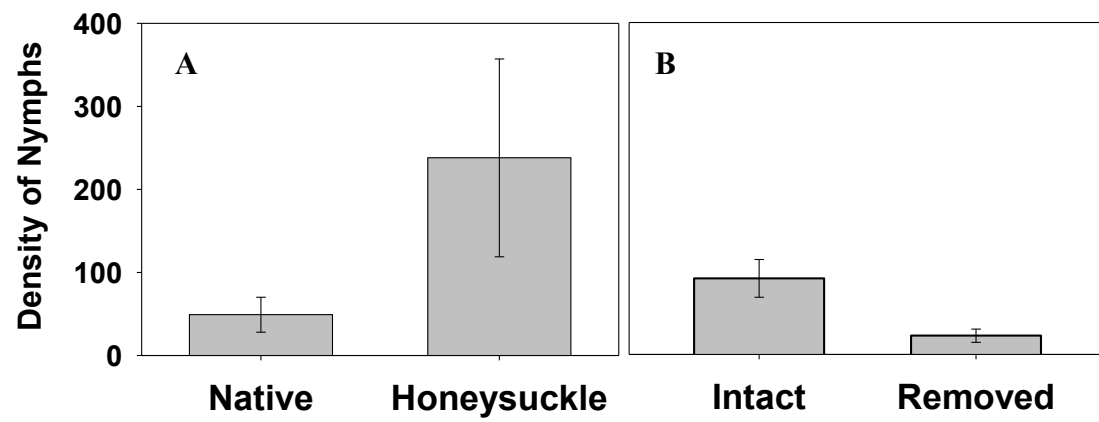 Density of Nymphs
400
300
200
100
0
A
B
Native
Honeysuckle
Intact
Removed